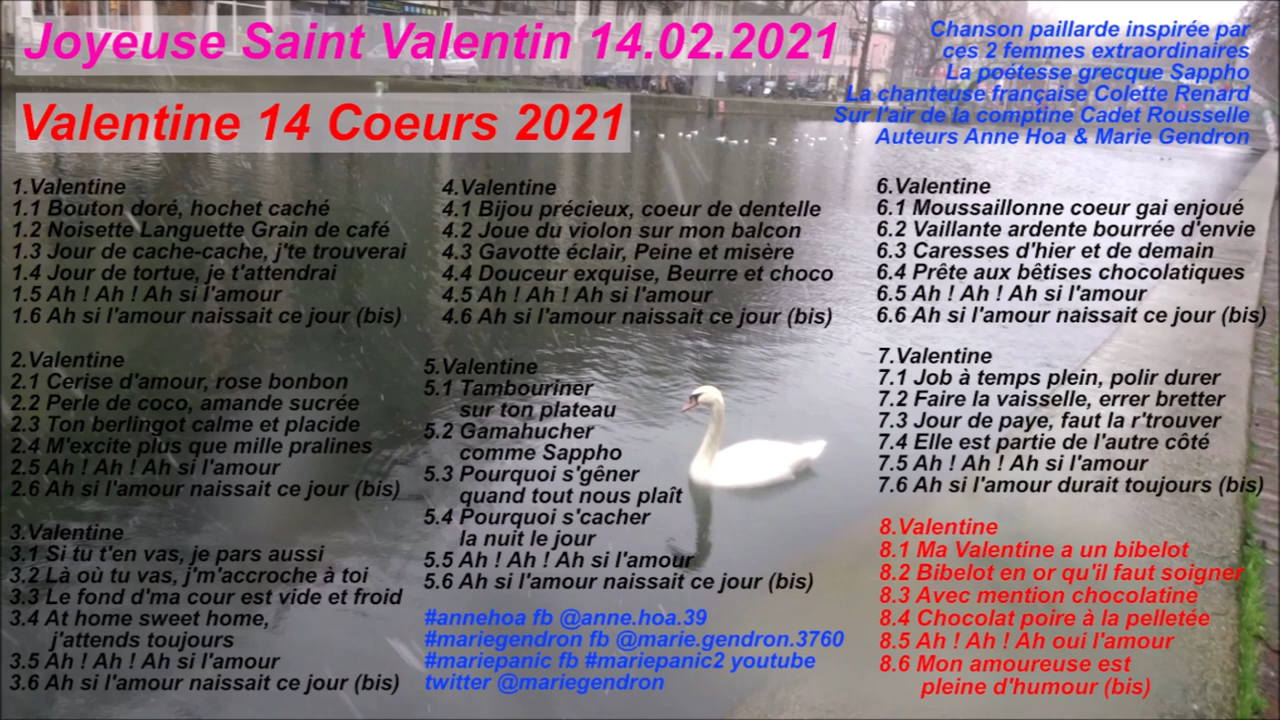 Joyeuse Saint Valentin 14.02.2021
Valentine 14 Coeurs 2021
Chanson paillarde inspirée par
ces 2 femmes extraordinaires
La poétesse grecque Sappho
La chanteuse française Colette Renard
Sur l'air de la comptine Cadet Rousselle
Auteurs Anne Hoa & Marie Gendron
1.Valentine
1.1 Bouton doré, hochet caché
1.2 Noisette Languette Grain de café
1.3 Jour de cache-cache, j'te trouverai
1.4 Jour de tortue, je t'attendrai
1.5 Ah ! Ah ! Ah si l'amour
1.6 Ah si l'amour naissait ce jour (bis)
2.Valentine
2.1 Cerise d'amour, rose bonbon
2.2 Perle de coco, amande sucrée
2.3 Ton berlingot calme et placide
2.4 M'excite plus que mille pralines
2.5 Ah ! Ah ! Ah si l'amour
2.6 Ah si l'amour naissait ce jour (bis)
3.Valentine
3.1 Si tu t'en vas, je pars aussi
3.2 Là où tu vas, j'm'accroche à toi
3.3 Le fond d'ma cour est vide et froid
3.4 At home sweet home,
j'attends toujours
3.5 Ah ! Ah ! Ah si l'amour
3.6 Ah si l'amour naissait ce jour (bis)
4.Valentine
4.1 Bijou précieux, coeur de dentelle
4.2 Joue du violon sur mon balcon
4.3 Gavotte éclair, Peine et misère
4.4 Douceur exquise, Beurre et choco
4.5 Ah ! Ah ! Ah si l'amour
4.6 Ah si l'amour naissait ce jour (bis)
5.Valentine
5.1 Tambouriner
sur ton plateau
5.2 Gamahucher
comme Sappho
5.3 Pourquoi s'gêner
quand tout nous plaît
5.4 Pourquoi s'cacher
la nuit le jour
5.5 Ah ! Ah ! Ah si l'amour
5.6 Ah si l'amour naissait ce jour (bis)
#annehoa fb @anne.hoa.39
#mariegendron fb @marie.gendron.3760
#mariepanic fb #mariepanic2 youtube
twitter @mariegendron
6.Valentine
6.1 Moussaillonne coeur gai enjoué
6.2 Vaillante ardente bourrée d'envie
6.3 Caresses d'hier et de demain
6.4 Prête aux bêtises chocolatiques
6.5 Ah ! Ah ! Ah si l'amour
6.6 Ah si l'amour naissait ce jour (bis)
7.Valentine
7.1 Job à temps plein, polir durer
7.2 Faire la vaisselle, errer bretter
7.3 Jour de paye, faut la r'trouver
7.4 Elle est partie de l'autre côté
7.5 Ah ! Ah ! Ah si l'amour
7.6 Ah si l'amour durait toujours (bis)
8.Valentine
8.1 Ma Valentine a un bibelot
8.2 Bibelot en or qu'il faut soigner
8.3 Avec mention chocolatine
8.4 Chocolat poire à la pelletée
8.5 Ah ! Ah ! Ah oui l'amour
8.6 Mon amoureuse est
pleine d'humour (bis)